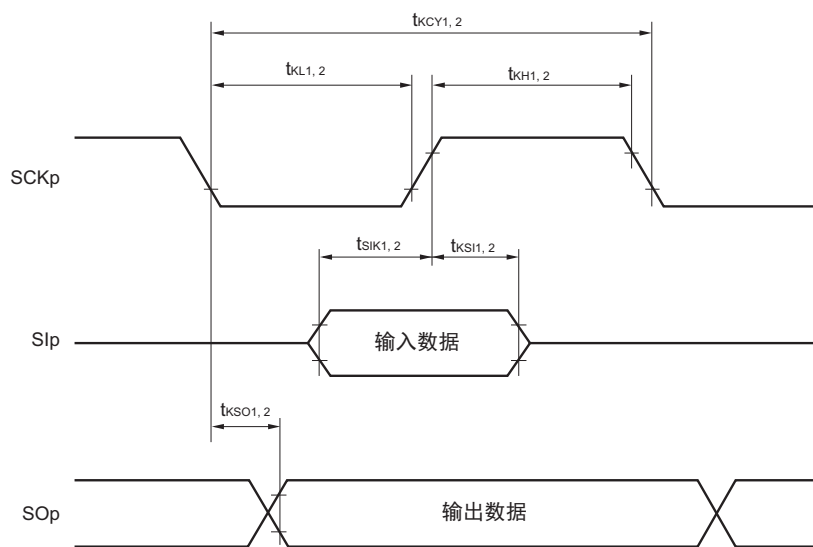 tKCY1, 2
tKL1, 2
tKH1, 2
SCKp
tSIK1, 2
tKSI1, 2
SIp
输入数据
tKSO1, 2
SOp
输出数据